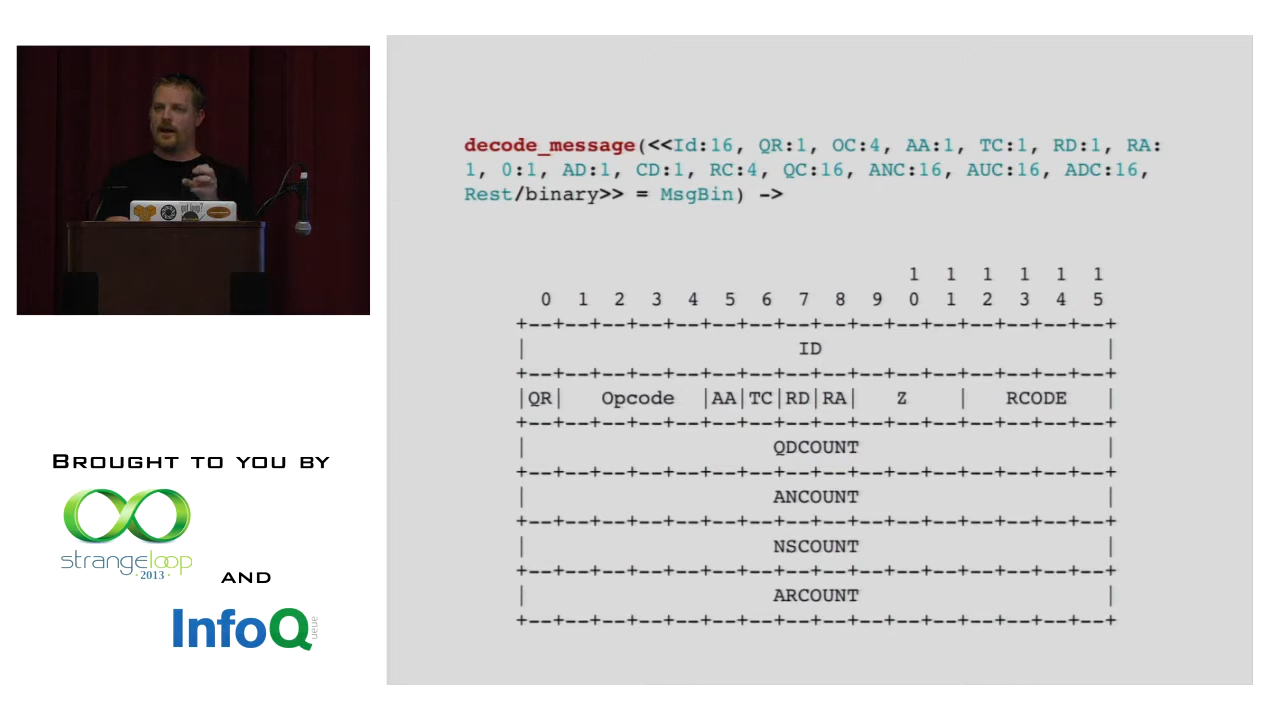 decode_message(<<Id:16, QR:1, OC:4, AA:1, TC:1, RD:1, RA:
1, 0:1, AD:1, CD:1, RC:4, QC:16, ANC:16, AUC:16, ADC:16,
Rest/binary>> = MsgBin) ->
1 1 1 1 1 1
0 1 2 3 4 5 6 7 8 9 0 1 2 3 4 5
+--+--+--+--+--+--+--+--+--+--+--+--+--+--+--+--+
| ID |
+--+--+--+--+--+--+--+--+--+--+--+--+--+--+--+--+
|QR| Opcode |AA|TC|RD|RA| Z | RCODE |
+--+--+--+--+--+--+--+--+--+--+--+--+--+--+--+--+
| QDCOUNT |
+--+--+--+--+--+--+--+--+--+--+--+--+--+--+--+--+
| ANCOUNT |
+--+--+--+--+--+--+--+--+--+--+--+--+--+--+--+--+
| NSCOUNT |
+--+--+--+--+--+--+--+--+--+--+--+--+--+--+--+--+
| ARCOUNT |
+--+--+--+--+--+--+--+--+--+--+--+--+--+--+--+--+
BROUGHT TO YOU BY
strangeloop
· 2013 ·
AND
InfoQ
ueue